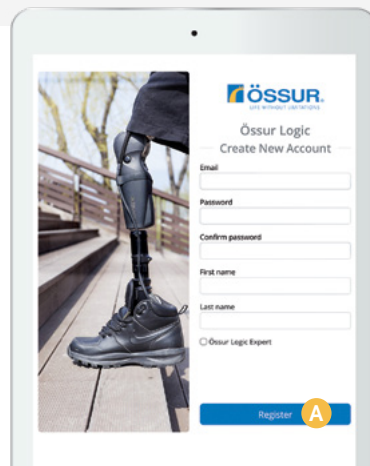 ÖSSUR.
LIFE WITHOUT LIMITATIONS
Össur Logic
Create New Account
Email
Password
Confirm password
First name
Last name
Össur Logic Expert
Register A